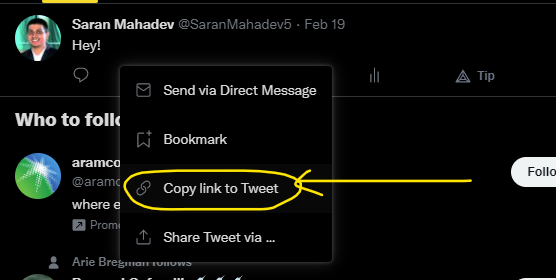 Saran Mahadev @SaranMahadev5 · Feb 19
Hey!
Tip
Send via Direct Message
Who to follo
Bookmark
aramco
@aramc
Follo
Copy link to Tweet
where e
Promo
Share Tweet via ...
Arie Bregman follows